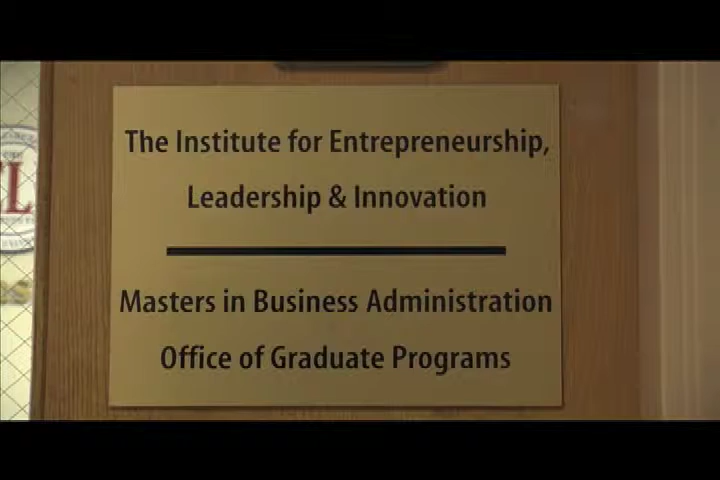 The Institute for Entrepreneurship,
Leadership & Innovation
Masters in Business Administration
Office of Graduate Programs